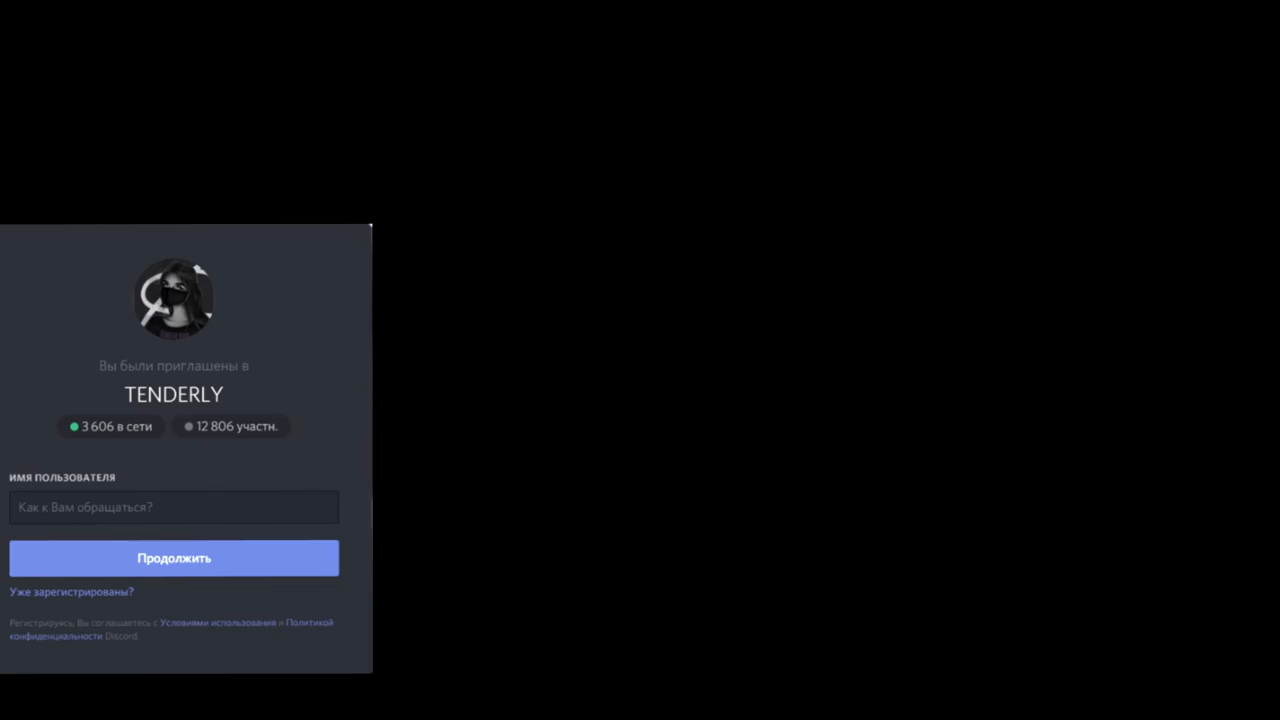 Вы были приглашены в
TENDERLY
3 606 в сети
12 806 участн.
ИМЯ ПОЛЬЗОВАТЕЛЯ
Как к Вам обращаться?
Продолжить
Уже зарегистрированы?
Регистрируясь, Вы соглашаетесь с Условиями использования и Политикой
конфиденциальности Discord.